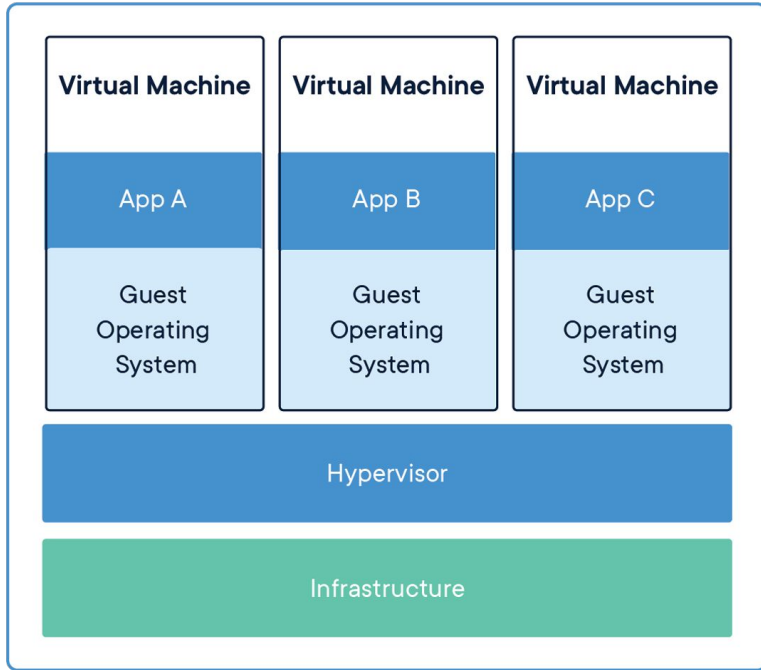 Virtual Machine
App A
Guest
Operating
System
Virtual Machine
App B
Guest
Operating
System
Virtual Machine
App C
Guest
Operating
System
Hypervisor
Infrastructure